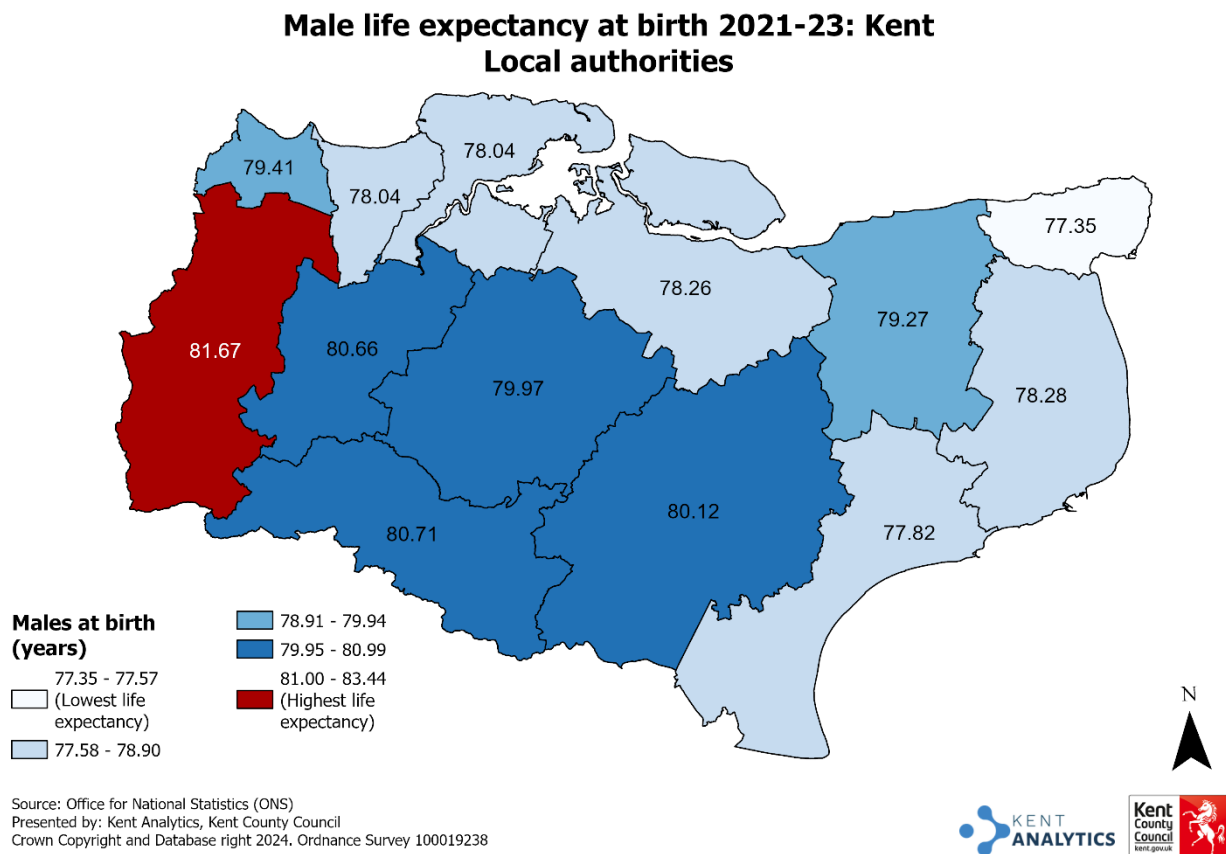 Male life expectancy at birth 2021-23: Kent
Local authorities
79.41
78.04
78.04
77.35
78.26
79.27
81.67
80.66
79.97
78.28
80.71
80.12
77.82
Males at birth
(years)
77.35 - 77.57
(Lowest life
expectancy)
77.58 - 78.90
78.91 - 79.94
79.95 - 80.99
81.00 - 83.44
(Highest life
expectancy)
N
Source: Office for National Statistics (ONS)
Presented by: Kent Analytics, Kent County Council
Crown Copyright and Database right 2024. Ordnance Survey 100019238
KENT
ANALYTICS
Kent
County
Council
kent.gov.uk